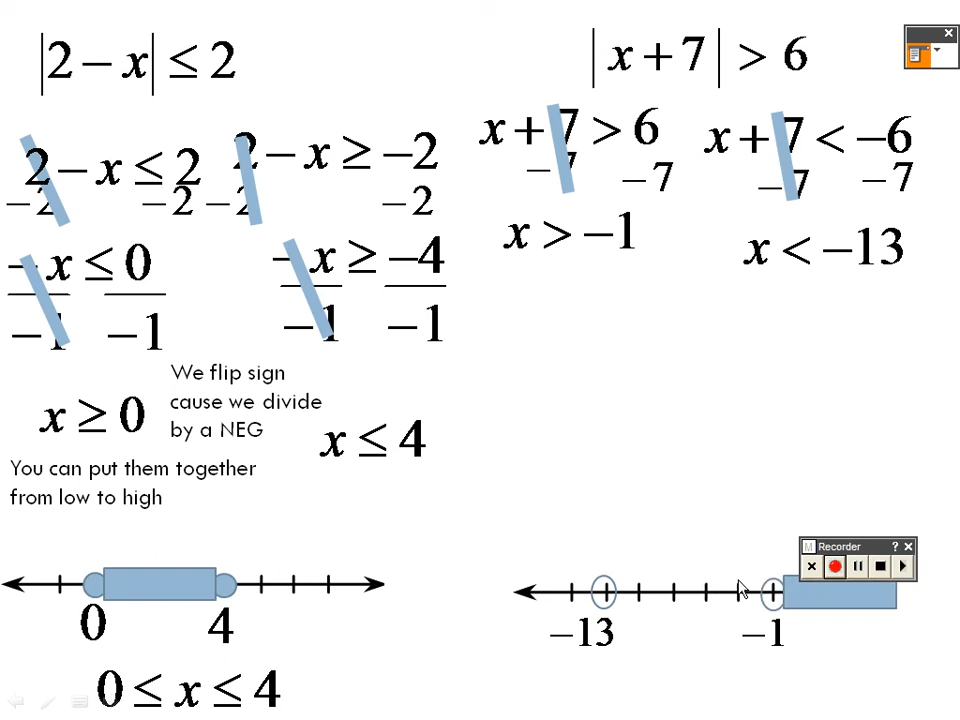 |2 − x| ≤ 2
2 − x ≤ 2
−2 −2
−x ≤ 0
−1 −1
x ≥ 0
2 − x ≥ −2
−2 −2
−x ≥ −4
−1 −1
x ≤ 4
We flip sign
cause we divide
by a NEG
You can put them together
from low to high
0 4
0 ≤ x ≤ 4
|x + 7| > 6
x + 7 > 6
−7 −7
x > −1
x + 7 < −6
−7 −7
x < −13
Recorder ? ×
−13 −1